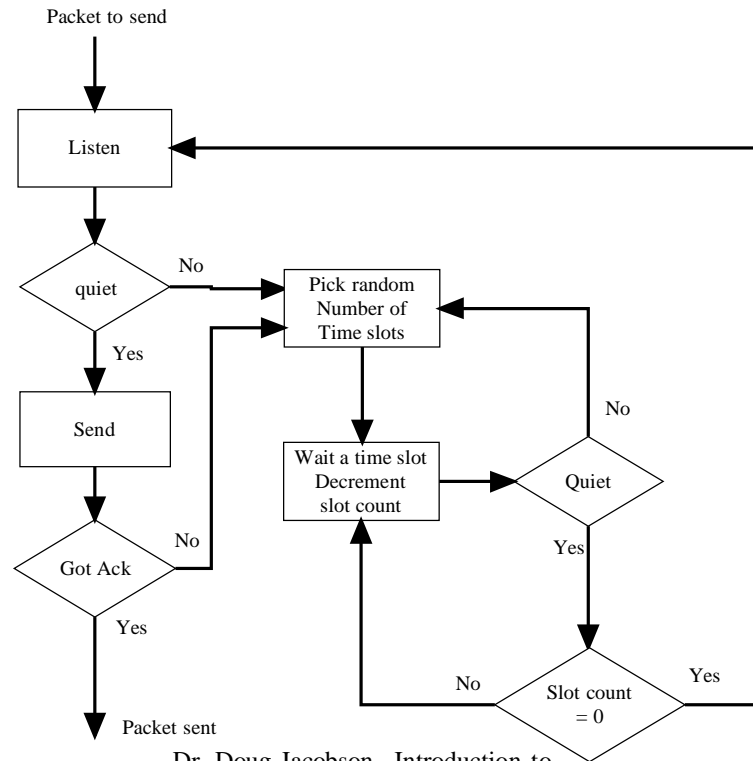 Packet to send
Listen
quiet
No
Yes
Send
Got Ack
No
Yes
Packet sent
Pick random
Number of
Time slots
Wait a time slot
Decrement
slot count
Quiet
No
Yes
Slot count
= 0
No
Yes
Dr. Doug Jacobson - Introduction to